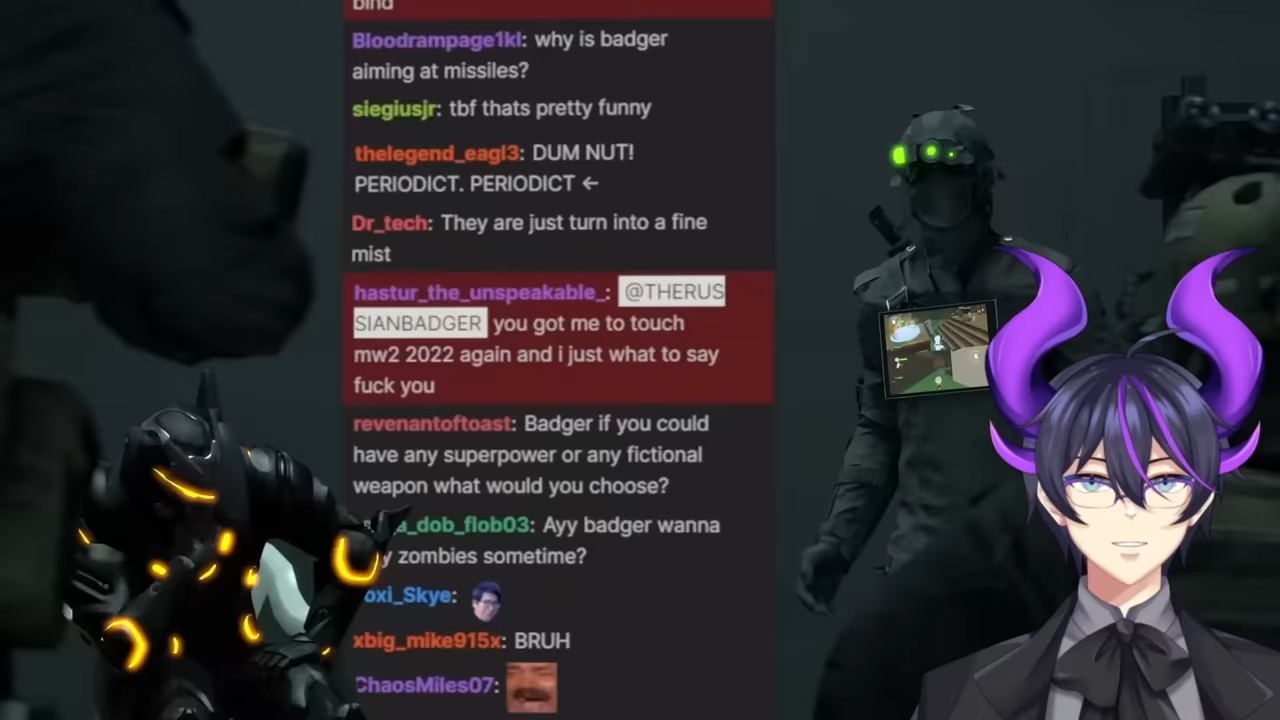 bind
Bloodrampage1kl: why is badger
aiming at missiles?
siegiusjr: tbf thats pretty funny
thelegend_eagl3: DUM NUT!
PERIODICT. PERIODICT ←
Dr_tech: They are just turn into a fine
mist
hastur_the_unspeakable_: @THERUS
SIANBADGER you got me to touch
mw2 2022 again and i just what to say
fuck you
revenantoftoast: Badger if you could
have any superpower or any fictional
weapon what would you choose?
a_dob_flob03: Ayy badger wanna
y zombies sometime?
oxi_Skye:
xbig_mike915x: BRUH
ChaosMiles07: